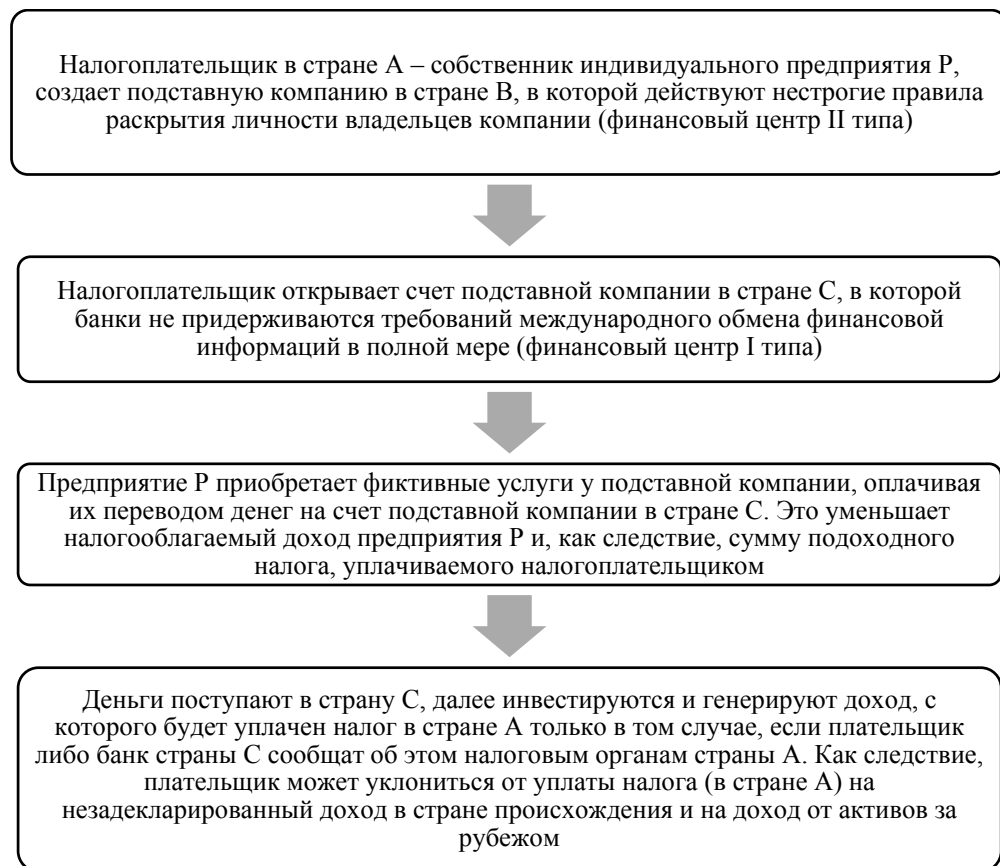 Налогоплательщик в стране A – собственник индивидуального предприятия P,
создает подставную компанию в стране B, в которой действуют нестрогие правила
раскрытия личности владельцев компании (финансовый центр II типа)
Налогоплательщик открывает счет подставной компании в стране C, в которой
банки не придерживаются требований международного обмена финансовой
информаций в полной мере (финансовый центр I типа)
Предприятие P приобретает фиктивные услуги у подставной компании, оплачивая
их переводом денег на счет подставной компании в стране C. Это уменьшает
налогооблагаемый доход предприятия P и, как следствие, сумму подоходного
налога, уплачиваемого налогоплательщиком
Деньги поступают в страну C, далее инвестируются и генерируют доход, с
которого будет уплачен налог в стране A только в том случае, если плательщик
либо банк страны C сообщат об этом налоговым органам страны A. Как следствие,
плательщик может уклониться от уплаты налога (в стране A) на
незадекларированный доход в стране происхождения и на доход от активов за
рубежом